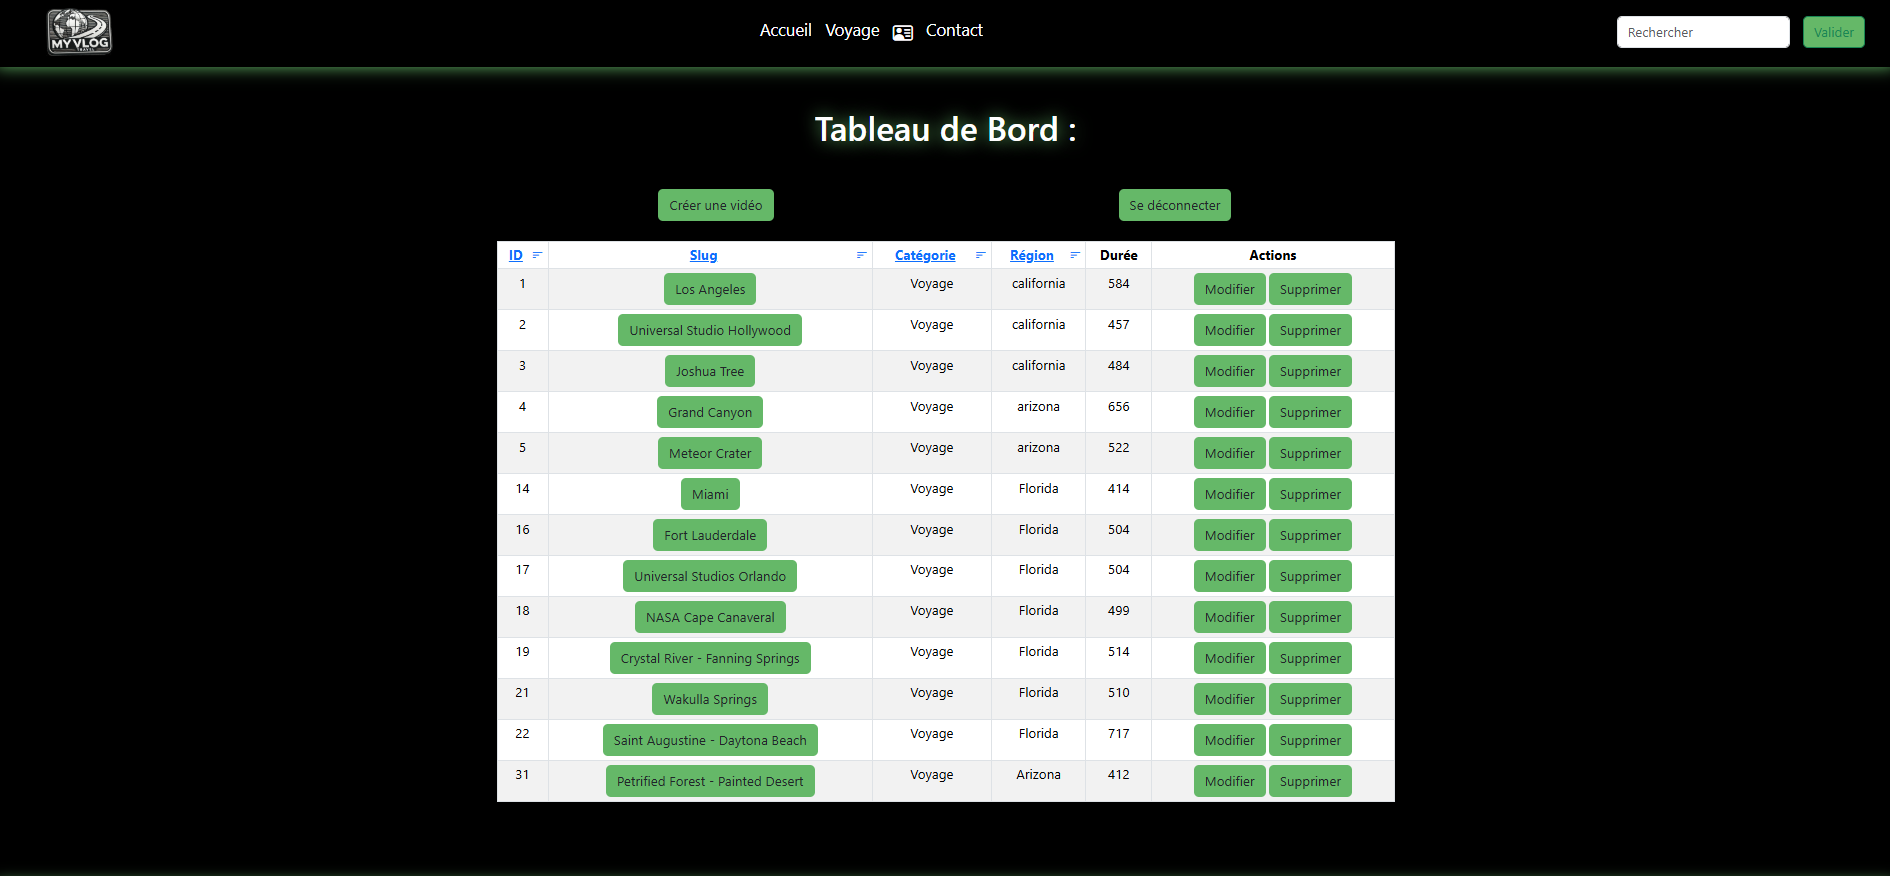 MYVLOG
TRAVEL
Accueil Voyage Contact
Rechercher Valider
Tableau de Bord :
Créer une vidéo Se déconnecter
ID Slug Catégorie Région Durée Actions
1 Los Angeles Voyage california 584 Modifier Supprimer
2 Universal Studio Hollywood Voyage california 457 Modifier Supprimer
3 Joshua Tree Voyage california 484 Modifier Supprimer
4 Grand Canyon Voyage arizona 656 Modifier Supprimer
5 Meteor Crater Voyage arizona 522 Modifier Supprimer
14 Miami Voyage Florida 414 Modifier Supprimer
16 Fort Lauderdale Voyage Florida 504 Modifier Supprimer
17 Universal Studios Orlando Voyage Florida 504 Modifier Supprimer
18 NASA Cape Canaveral Voyage Florida 499 Modifier Supprimer
19 Crystal River - Fanning Springs Voyage Florida 514 Modifier Supprimer
21 Wakulla Springs Voyage Florida 510 Modifier Supprimer
22 Saint Augustine - Daytona Beach Voyage Florida 717 Modifier Supprimer
31 Petrified Forest - Painted Desert Voyage Arizona 412 Modifier Supprimer